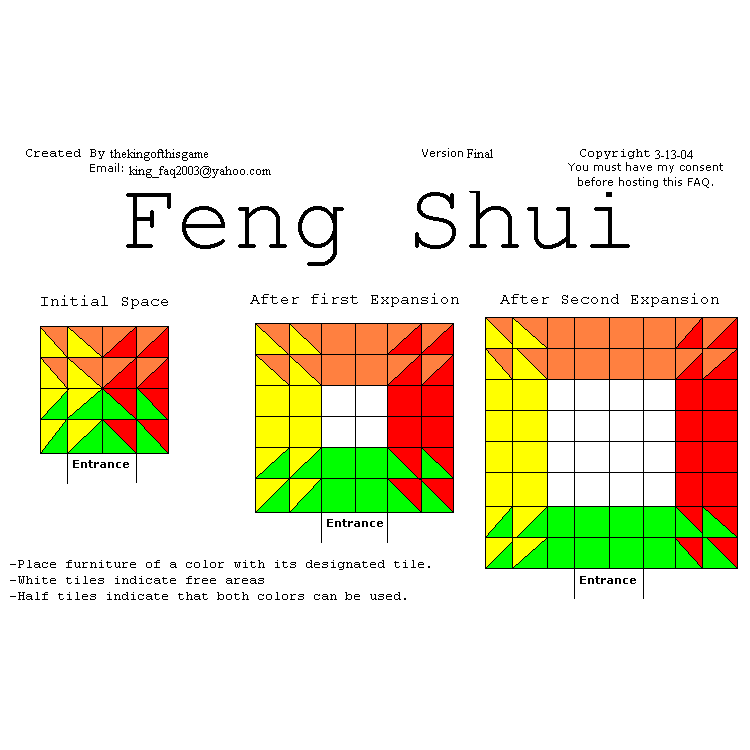 Created By thekingofthisgame
Version Final
Copyright 3-13-04
Email: king_faq2003@yahoo.com
You must have my consent
before hosting this FAQ.
Feng Shui
Initial Space
After first Expansion
After Second Expansion
Entrance
Entrance
Entrance
-Place furniture of a color with its designated tile.
-White tiles indicate free areas
-Half tiles indicate that both colors can be used.